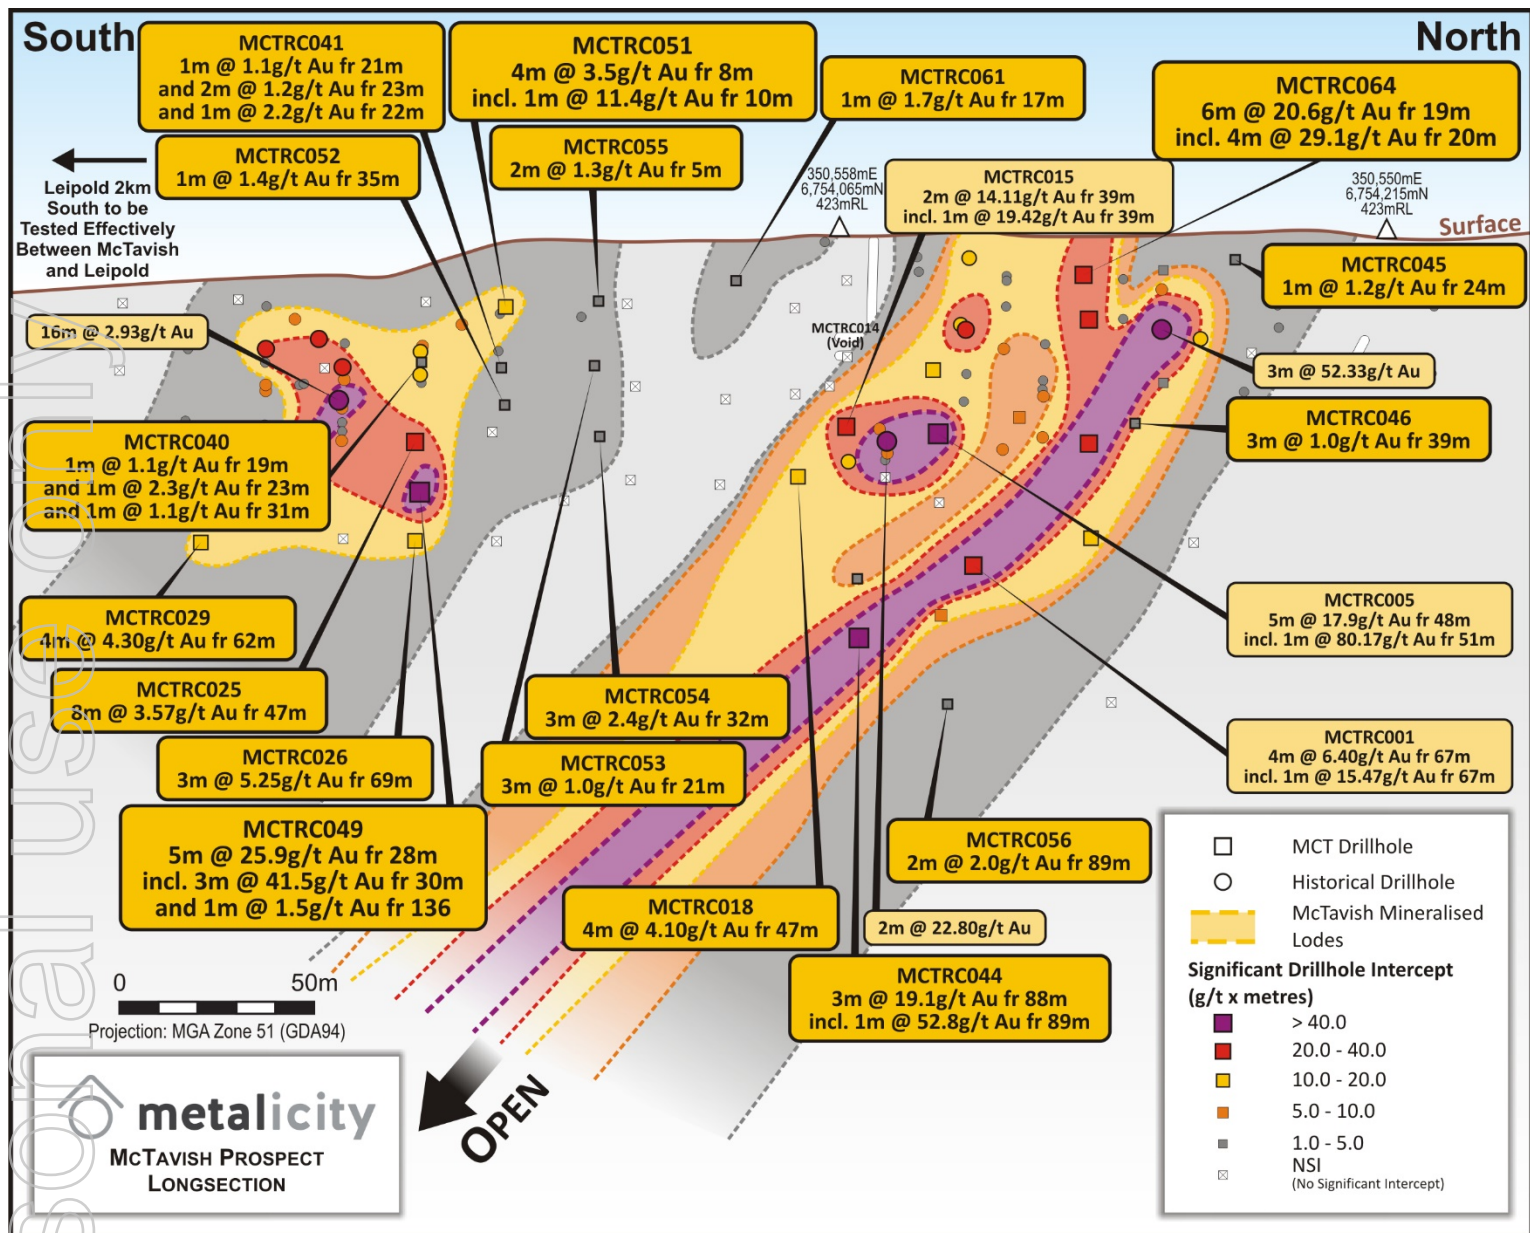 South
North
MCTRC041
1m @ 1.1g/t Au fr 21m
and 2m @ 1.2g/t Au fr 23m
and 1m @ 2.2g/t Au fr 22m
MCTRC051
4m @ 3.5g/t Au fr 8m
incl. 1m @ 11.4g/t Au fr 10m
MCTRC061
1m @ 1.7g/t Au fr 17m
MCTRC064
6m @ 20.6g/t Au fr 19m
incl. 4m @ 29.1g/t Au fr 20m
MCTRC052
1m @ 1.4g/t Au fr 35m
MCTRC055
2m @ 1.3g/t Au fr 5m
Leipold 2km
South to be
Tested Effectively
Between McTavish
and Leipold
350,558mE
6,754,065mN
423mRL
MCTRC015
2m @ 14.11g/t Au fr 39m
incl. 1m @ 19.42g/t Au fr 39m
350,550mE
6,754,215mN
423mRL
Surface
MCTRC045
1m @ 1.2g/t Au fr 24m
16m @ 2.93g/t Au
MCTRC014
(Void)
3m @ 52.33g/t Au
MCTRC046
3m @ 1.0g/t Au fr 39m
MCTRC040
1m @ 1.1g/t Au fr 19m
and 1m @ 2.3g/t Au fr 23m
and 1m @ 1.1g/t Au fr 31m
MCTRC029
4m @ 4.30g/t Au fr 62m
MCTRC005
5m @ 17.9g/t Au fr 48m
incl. 1m @ 80.17g/t Au fr 51m
MCTRC025
8m @ 3.57g/t Au fr 47m
MCTRC054
3m @ 2.4g/t Au fr 32m
MCTRC026
3m @ 5.25g/t Au fr 69m
MCTRC053
3m @ 1.0g/t Au fr 21m
MCTRC001
4m @ 6.40g/t Au fr 67m
incl. 1m @ 15.47g/t Au fr 67m
MCTRC049
5m @ 25.9g/t Au fr 28m
incl. 3m @ 41.5g/t Au fr 30m
and 1m @ 1.5g/t Au fr 136
MCTRC056
2m @ 2.0g/t Au fr 89m
MCTRC018
4m @ 4.10g/t Au fr 47m
2m @ 22.80g/t Au
MCTRC044
3m @ 19.1g/t Au fr 88m
incl. 1m @ 52.8g/t Au fr 89m
0 50m
Projection: MGA Zone 51 (GDA94)
OPEN
metalicity
MCTAVISH PROSPECT
LONGSECTION
MCT Drillhole
Historical Drillhole
McTavish Mineralised
Lodes
Significant Drillhole Intercept
(g/t x metres)
> 40.0
20.0 - 40.0
10.0 - 20.0
5.0 - 10.0
1.0 - 5.0
NSI
(No Significant Intercept)
sonal use only